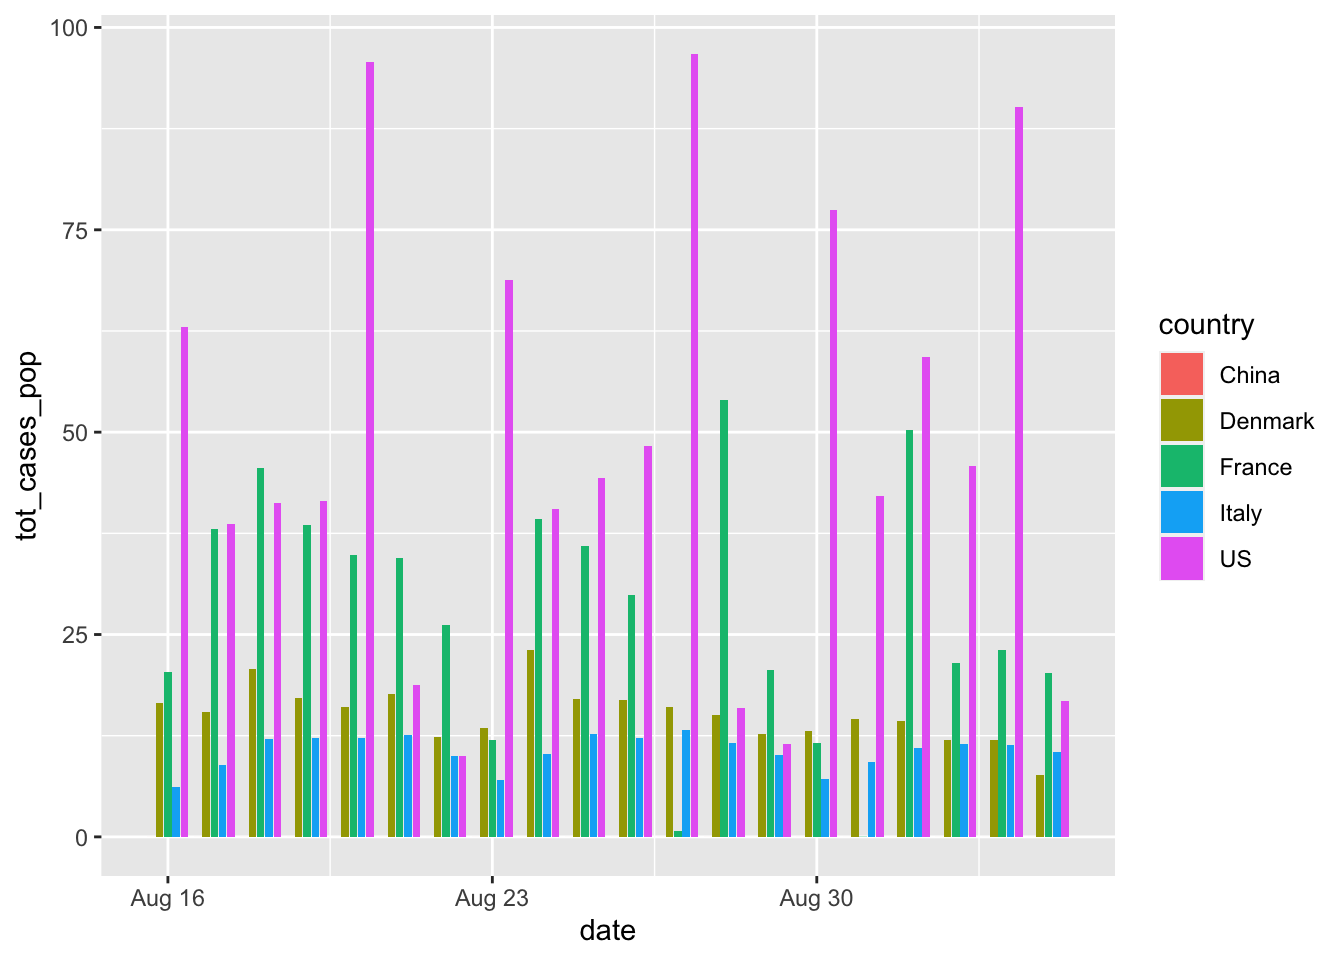 100
75
50
25
0
tot_cases_pop
Aug 16
Aug 23
Aug 30
date
country
China
Denmark
France
Italy
US